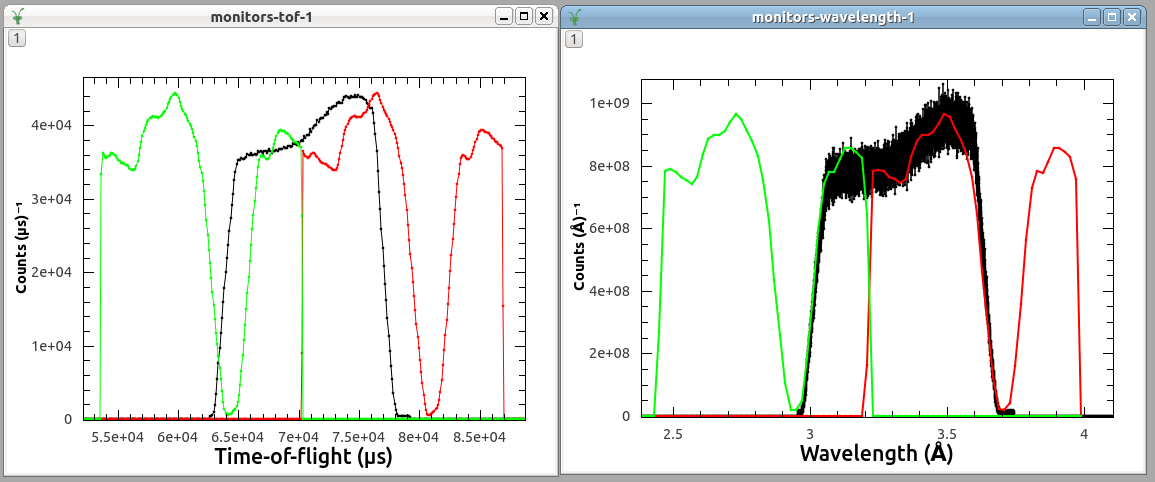 monitors-tof-1
1
4e+04
3e+04
2e+04
1e+04
0
Counts (µs)⁻¹
5.5e+04 6e+04 6.5e+04 7e+04 7.5e+04 8e+04 8.5e+04
Time-of-flight (µs)
monitors-wavelength-1
1
1e+09
8e+08
6e+08
4e+08
2e+08
0
Counts (Å)⁻¹
2.5 3 3.5 4
Wavelength (Å)